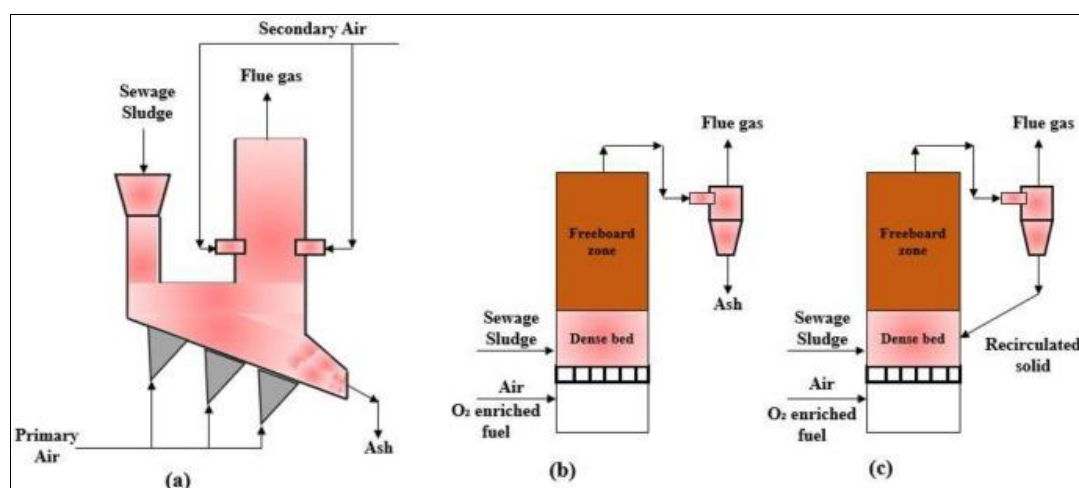 Secondary Air
Flue gas
Sewage
Sludge
Primary
Air
Ash
(a)
Flue gas
Freeboard
zone
Ash
Sewage
Sludge
Dense bed
Air
O₂ enriched
fuel
(b)
Flue gas
Freeboard
zone
Sewage
Sludge
Dense bed
Recirculated
solid
Air
O₂ enriched
fuel
(c)